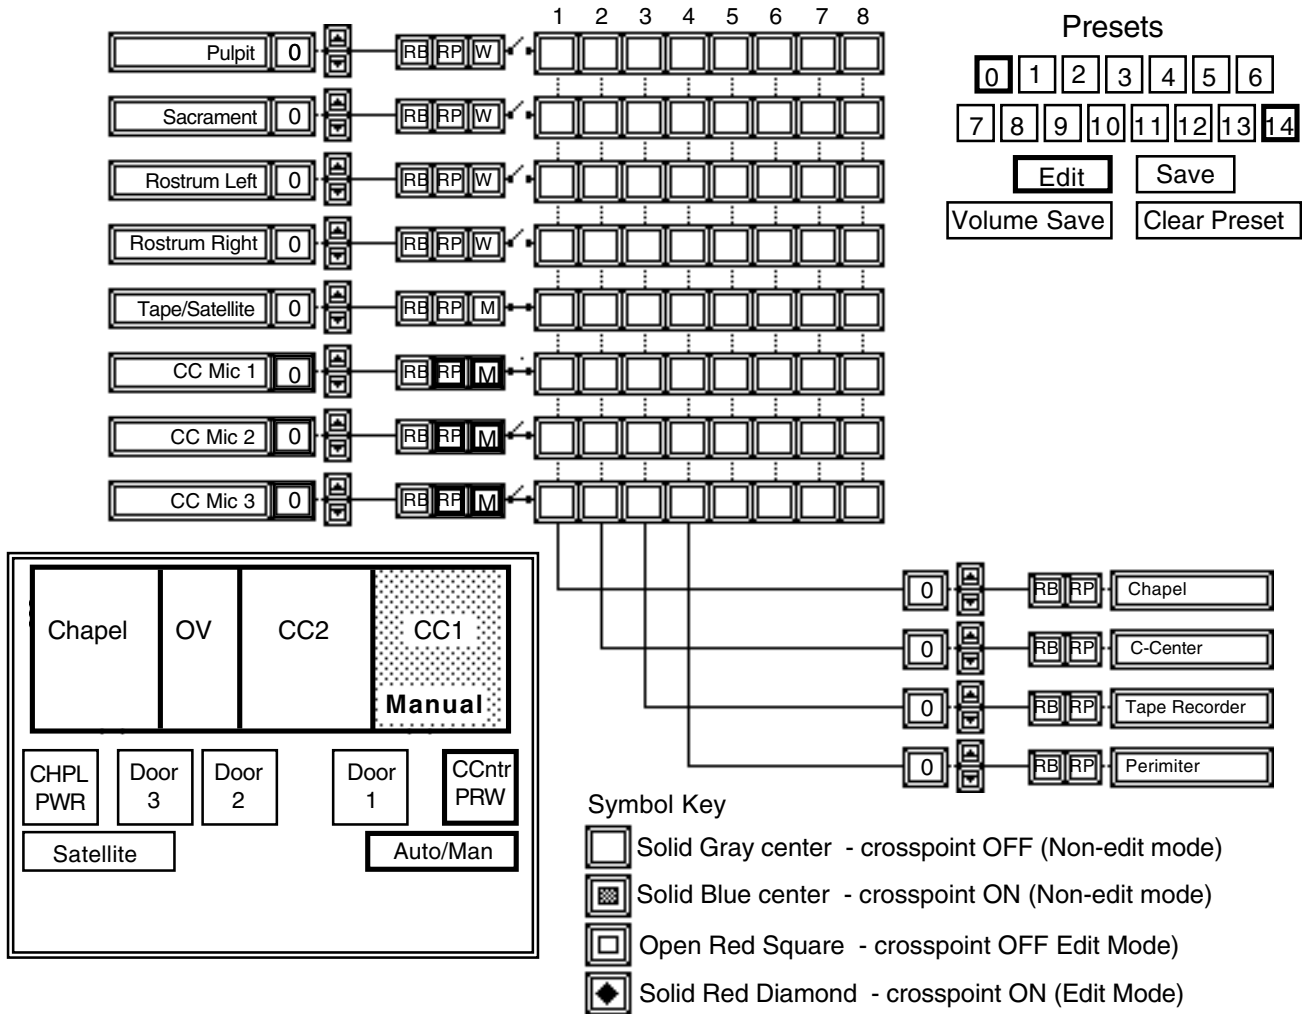 1 2 3 4 5 6 7 8
Pulpit 0 RB RP W
Sacrament 0 RB RP W
Rostrum Left 0 RB RP W
Rostrum Right 0 RB RP W
Tape/Satellite 0 RB RP M
CC Mic 1 0 RB RP M
CC Mic 2 0 RB RP M
CC Mic 3 0 RB RP M
Presets
0 1 2 3 4 5 6
7 8 9 10 11 12 13 14
Edit Save
Volume Save Clear Preset
Chapel OV CC2 CC1
Manual
CHPL PWR
Door 3
Door 2
Door 1
CCntr PRW
Satellite Auto/Man
0 RB RP Chapel
0 RB RP C-Center
0 RB RP Tape Recorder
0 RB RP Perimiter
Symbol Key
Solid Gray center - crosspoint OFF (Non-edit mode)
Solid Blue center - crosspoint ON (Non-edit mode)
Open Red Square - crosspoint OFF Edit Mode)
Solid Red Diamond - crosspoint ON (Edit Mode)